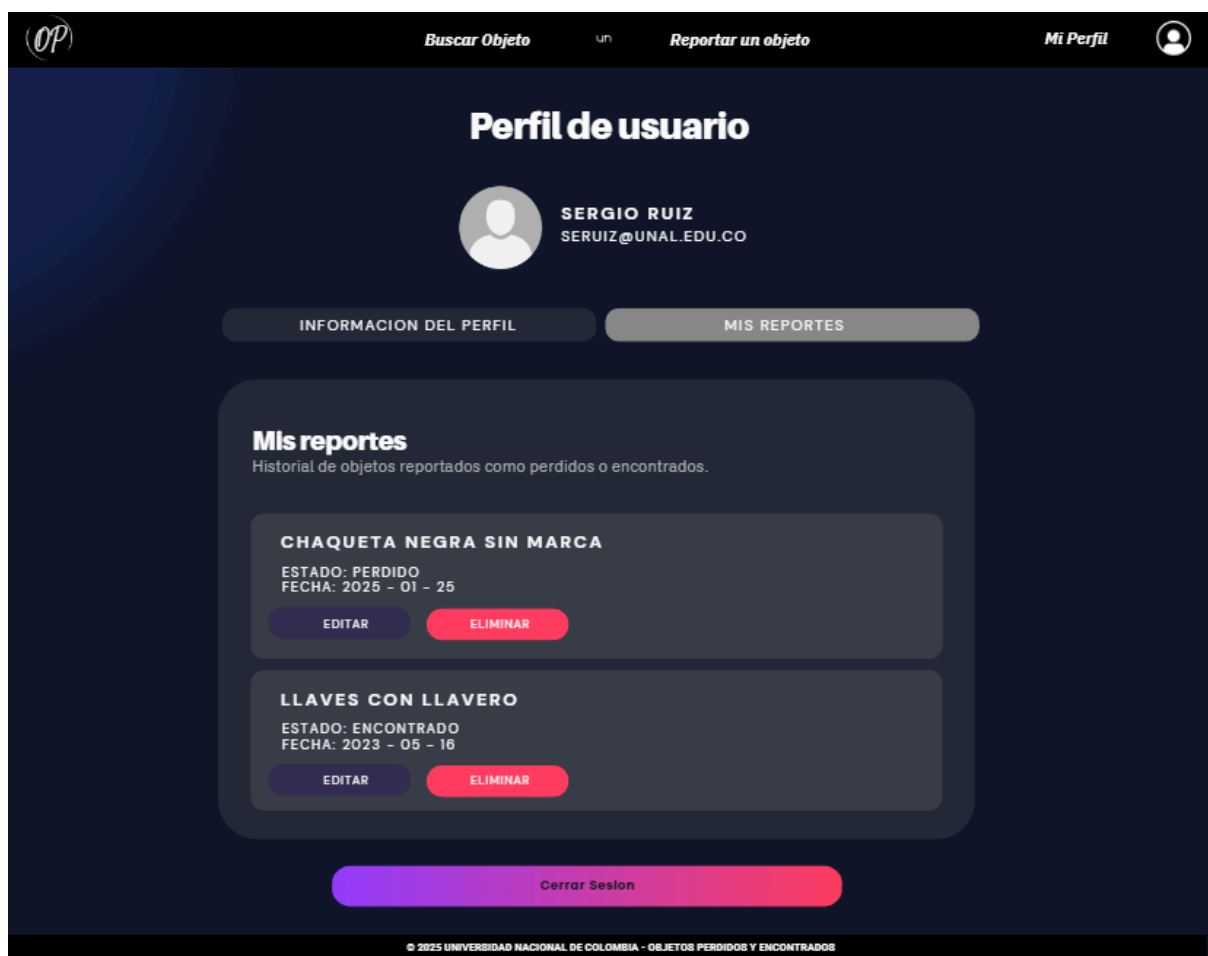 OP
Buscar Objeto un Reportar un objeto Mi Perfil
Perfil de usuario
SERGIO RUIZ
SERUIZ@UNAL.EDU.CO
INFORMACION DEL PERFIL MIS REPORTES
Mis reportes
Historial de objetos reportados como perdidos o encontrados.
CHAQUETA NEGRA SIN MARCA
ESTADO: PERDIDO
FECHA: 2025 - 01 - 25
EDITAR ELIMINAR
LLAVES CON LLAVERO
ESTADO: ENCONTRADO
FECHA: 2023 - 05 - 16
EDITAR ELIMINAR
Cerrar Sesion
© 2025 UNIVERSIDAD NACIONAL DE COLOMBIA - OBJETOS PERDIDOS Y ENCONTRADOS